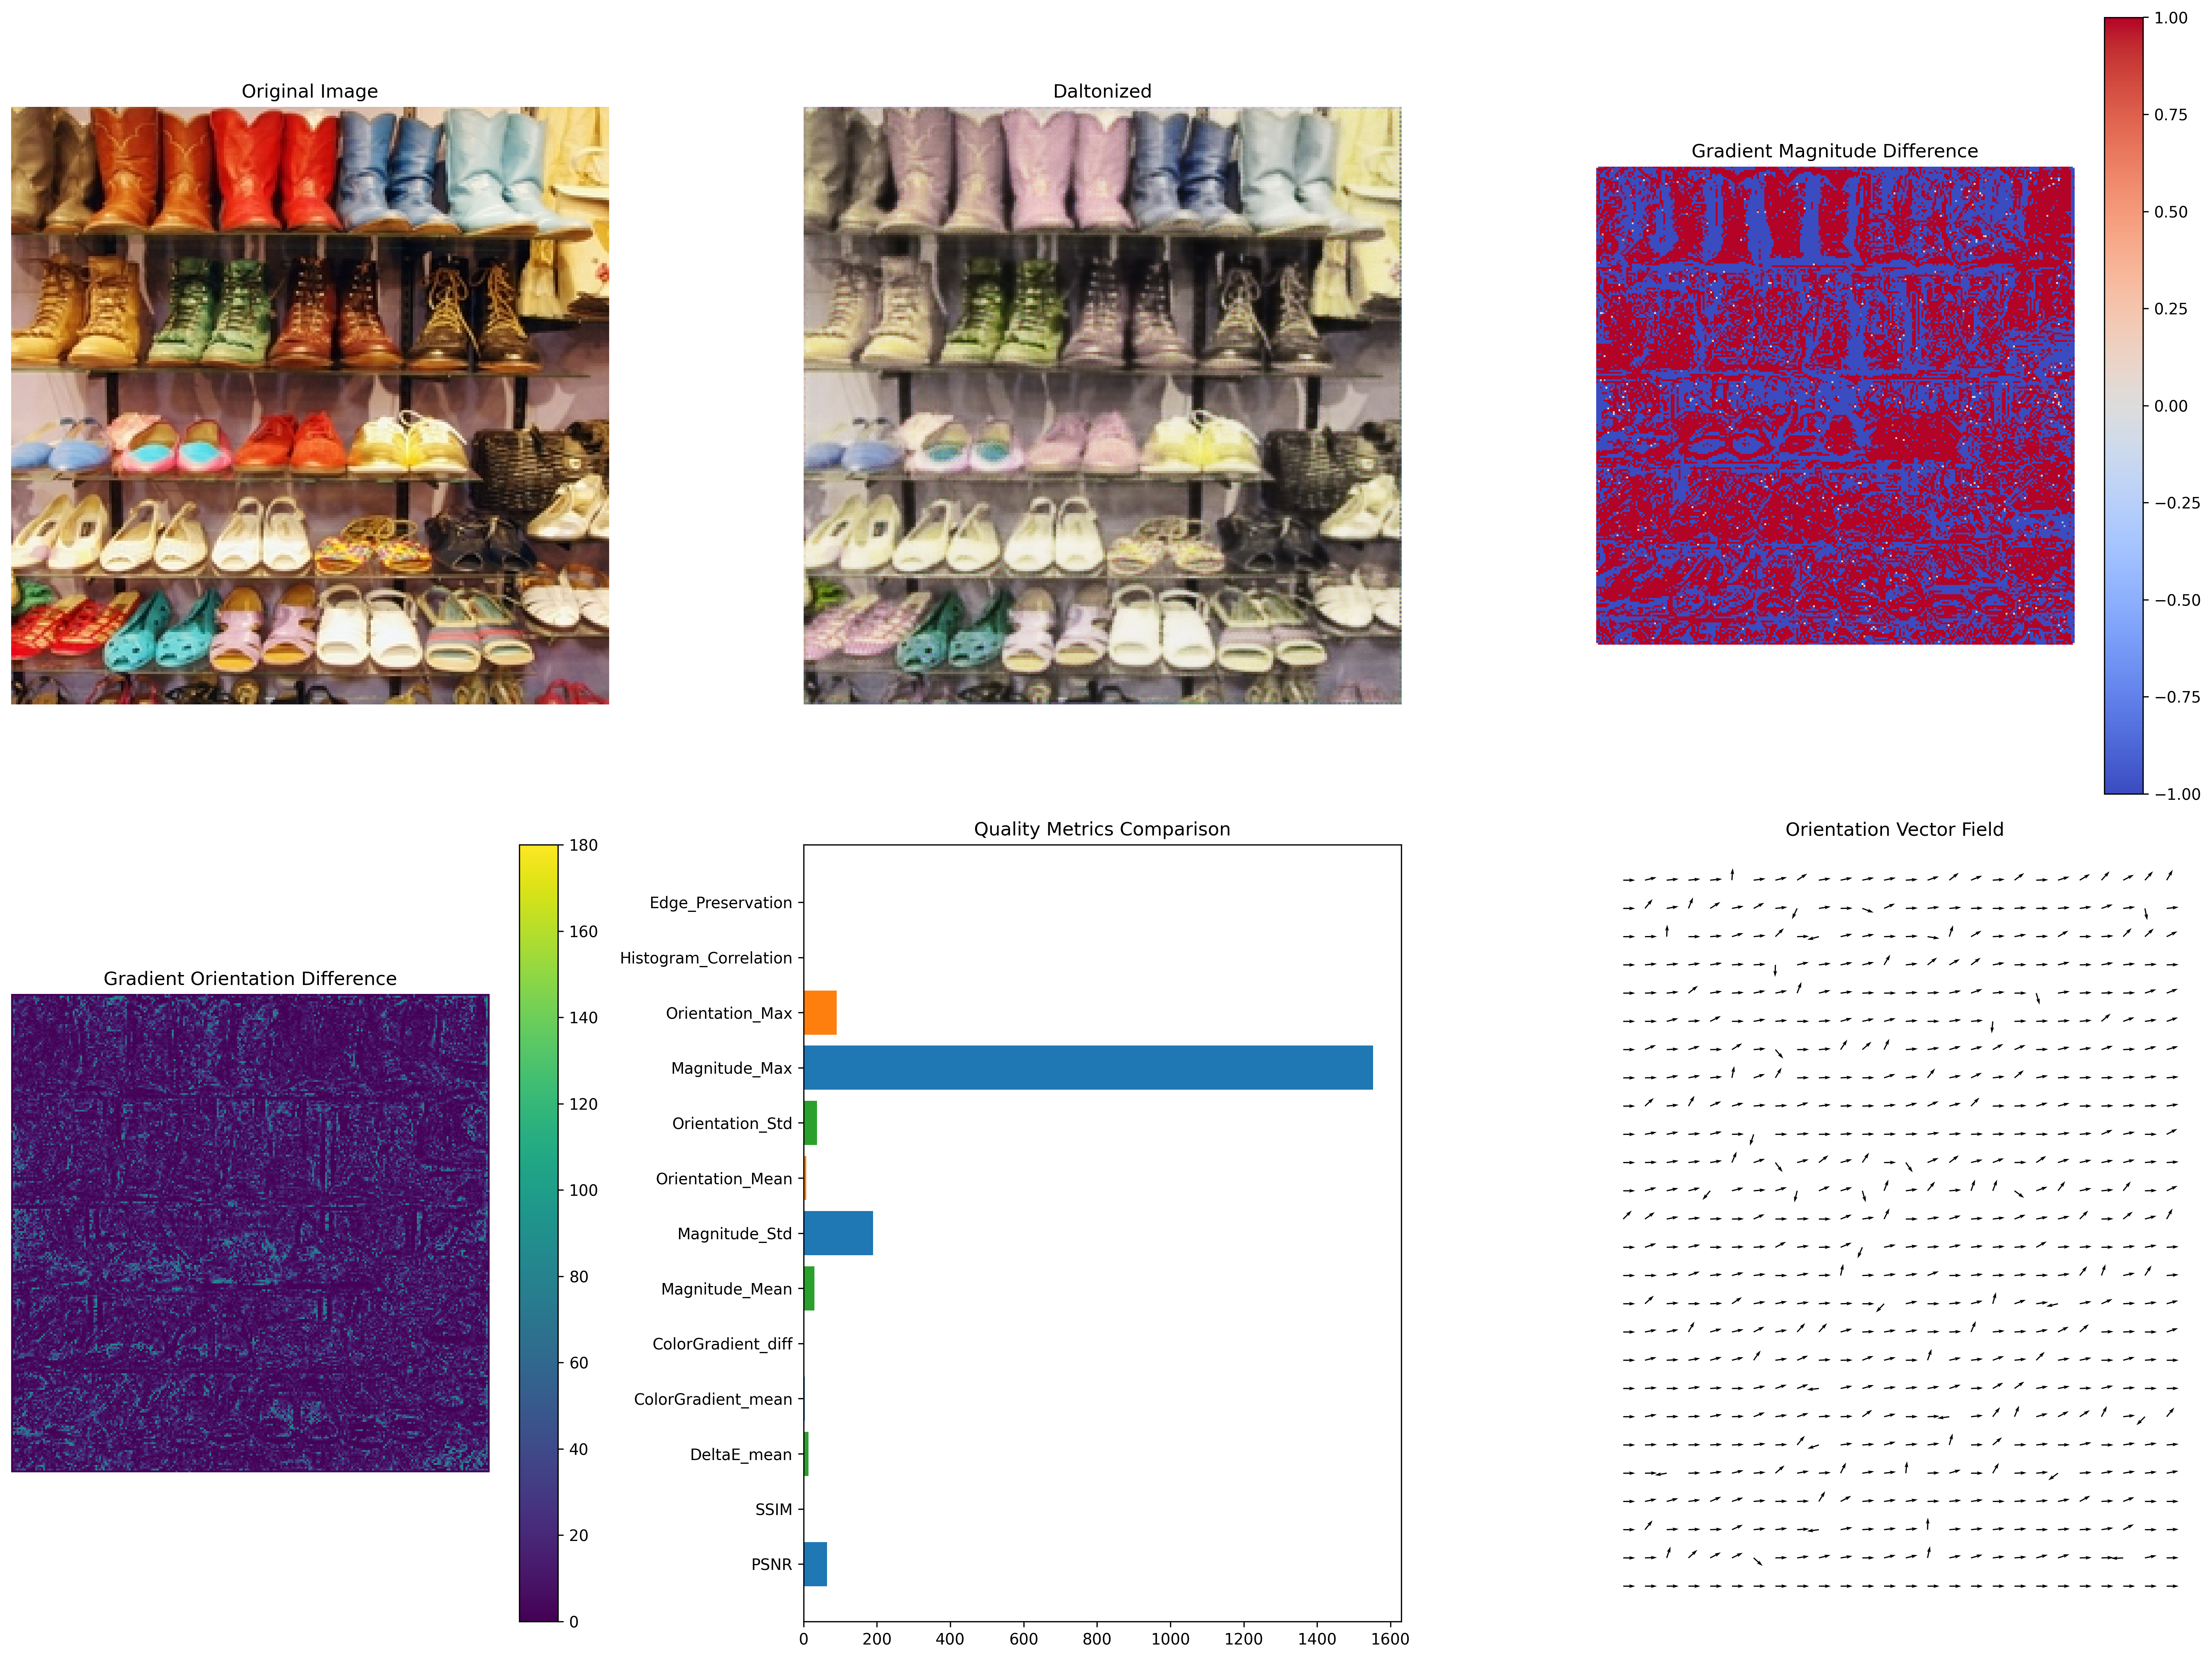 Original Image
Daltonized
Gradient Magnitude Difference
1.00
0.75
0.50
0.25
0.00
−0.25
−0.50
−0.75
−1.00
Gradient Orientation Difference
180
160
140
120
100
80
60
40
20
0
Quality Metrics Comparison
Edge_Preservation
Histogram_Correlation
Orientation_Max
Magnitude_Max
Orientation_Std
Orientation_Mean
Magnitude_Std
Magnitude_Mean
ColorGradient_diff
ColorGradient_mean
DeltaE_mean
SSIM
PSNR
0 200 400 600 800 1000 1200 1400 1600
Orientation Vector Field